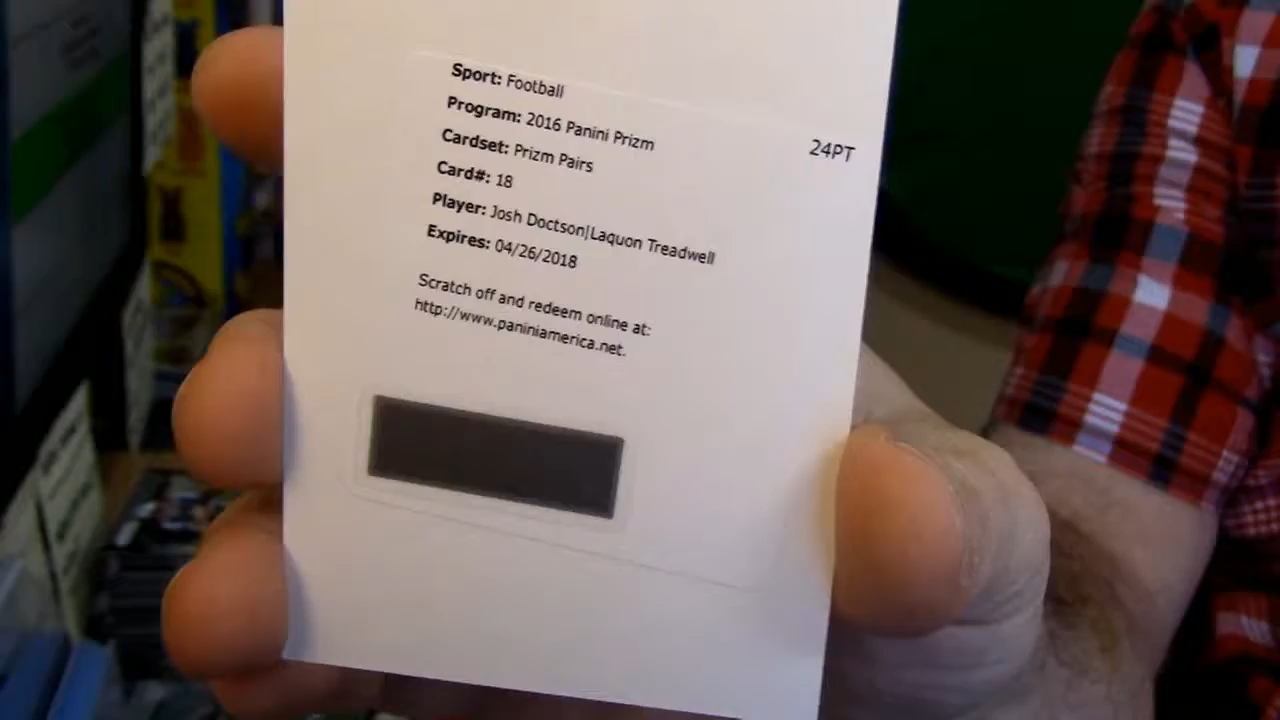 Sport: Football
Program: 2016 Panini Prizm
24PT
Cardset: Prizm Pairs
Card#: 18
Player: Josh Doctson|Laquon Treadwell
Expires: 04/26/2018
Scratch off and redeem online at:
http://www.paniniamerica.net.